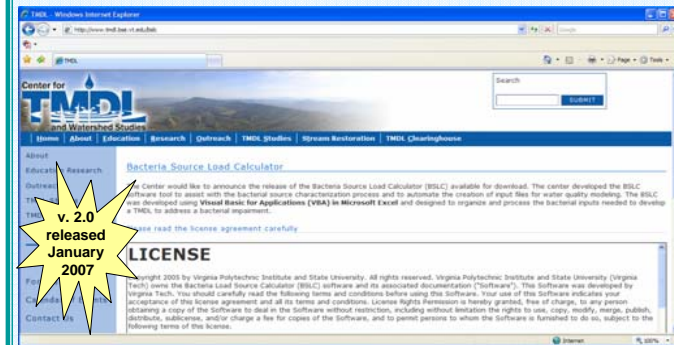 TMDL - Windows Internet Explorer
http://www.tmdl.bse.vt.edu/bslc
Google
TMDL
Page
Tools
Center for
TMDL
and Watershed Studies
Search
SUBMIT
Home | About | Education | Research | Outreach | TMDL Studies | Stream Restoration | TMDL Clearinghouse
About
Research
Outreach
Contact Us
v. 2.0
released
January
2007
Bacteria Source Load Calculator
The Center would like to announce the release of the Bacteria Source Load Calculator (BSLC) available for download. The center developed the BSLC
software tool to assist with the bacterial source characterization process and to automate the creation of input files for water quality modeling. The BSLC
was developed using Visual Basic for Applications (VBA) in Microsoft Excel and designed to organize and process the bacterial inputs needed to develop
a TMDL to address a bacterial impairment.
read the license agreement carefully
LICENSE
Copyright 2005 by Virginia Polytechnic Institute and State University. All rights reserved. Virginia Polytechnic Institute and State University (Virginia
Tech) owns the Bacteria Load Source Calculator (BSLC) software and its associated documentation ("Software"). This Software was developed by
Virginia Tech. You should carefully read the following terms and conditions before using this Software. Your use of this Software indicates your
acceptance of this license agreement and all its terms and conditions. License Rights Permission is hereby granted, free of charge, to any person
obtaining a copy of the Software to deal in the Software without restriction, including without limitation the rights to use, copy, modify, merge, publish,
distribute, sublicense, and/or charge a fee for copies of the Software, and to permit persons to whom the Software is furnished to do so, subject to the
following terms of this license.
Internet
100%